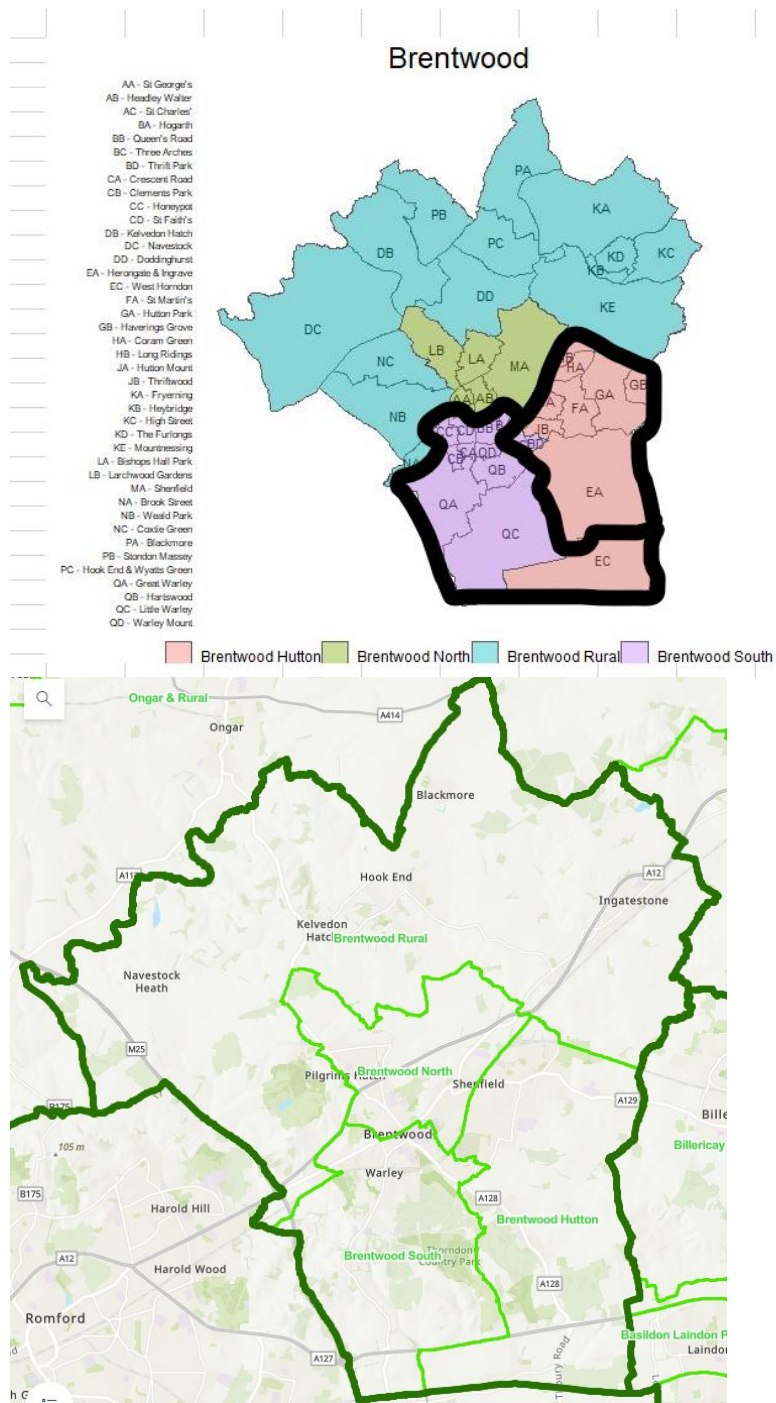 Brentwood
AA - St George's
AB - Headley Walter
AC - St Charles'
BA - Hogarth
BB - Queen's Road
BC - Three Arches
BD - Thrift Park
CA - Crescent Road
CB - Clements Park
CC - Honeypot
CD - St Faith's
DB - Kelvedon Hatch
DC - Navestock
DD - Doddinghurst
EA - Herongate & Ingrave
EC - West Horndon
FA - St Martin's
GA - Hutton Park
GB - Haverings Grove
HA - Coram Green
HB - Long Ridings
JA - Hutton Mount
JB - Thriftwood
KA - Fryerning
KB - Heybridge
KC - High Street
KD - The Furlongs
KE - Mountnessing
LA - Bishops Hall Park
LB - Larchwood Gardens
MA - Shenfield
NA - Brook Street
NB - Weald Park
NC - Coxtie Green
PA - Blackmore
PB - Stondon Massey
PC - Hook End & Wyatts Green
QA - Great Warley
QB - Hartswood
QC - Little Warley
QD - Warley Mount
PA
KA
PB
PC
KD
KC
DB
KB
DD
KE
DC
LB
LA
MA
NC
HA
GB
GA
AA
AB
FA
NB
CC
CD
BB
CB
QD
BD
QB
EA
QA
QC
EC
Brentwood Hutton
Brentwood North
Brentwood Rural
Brentwood South
Ongar & Rural
A414
Ongar
Blackmore
Hook End
A12
Ingatestone
Kelvedon
Brentwood Rural
Navestock
Heath
M25
Brentwood North
Shenfield
A129
B175
Brentwood
105 m
Billericay
Warley
B175
A128
Harold Hill
Brentwood Hutton
Brentwood South
Country Park
A12
Harold Wood
A128
Romford
Basildon Laindon P
A127